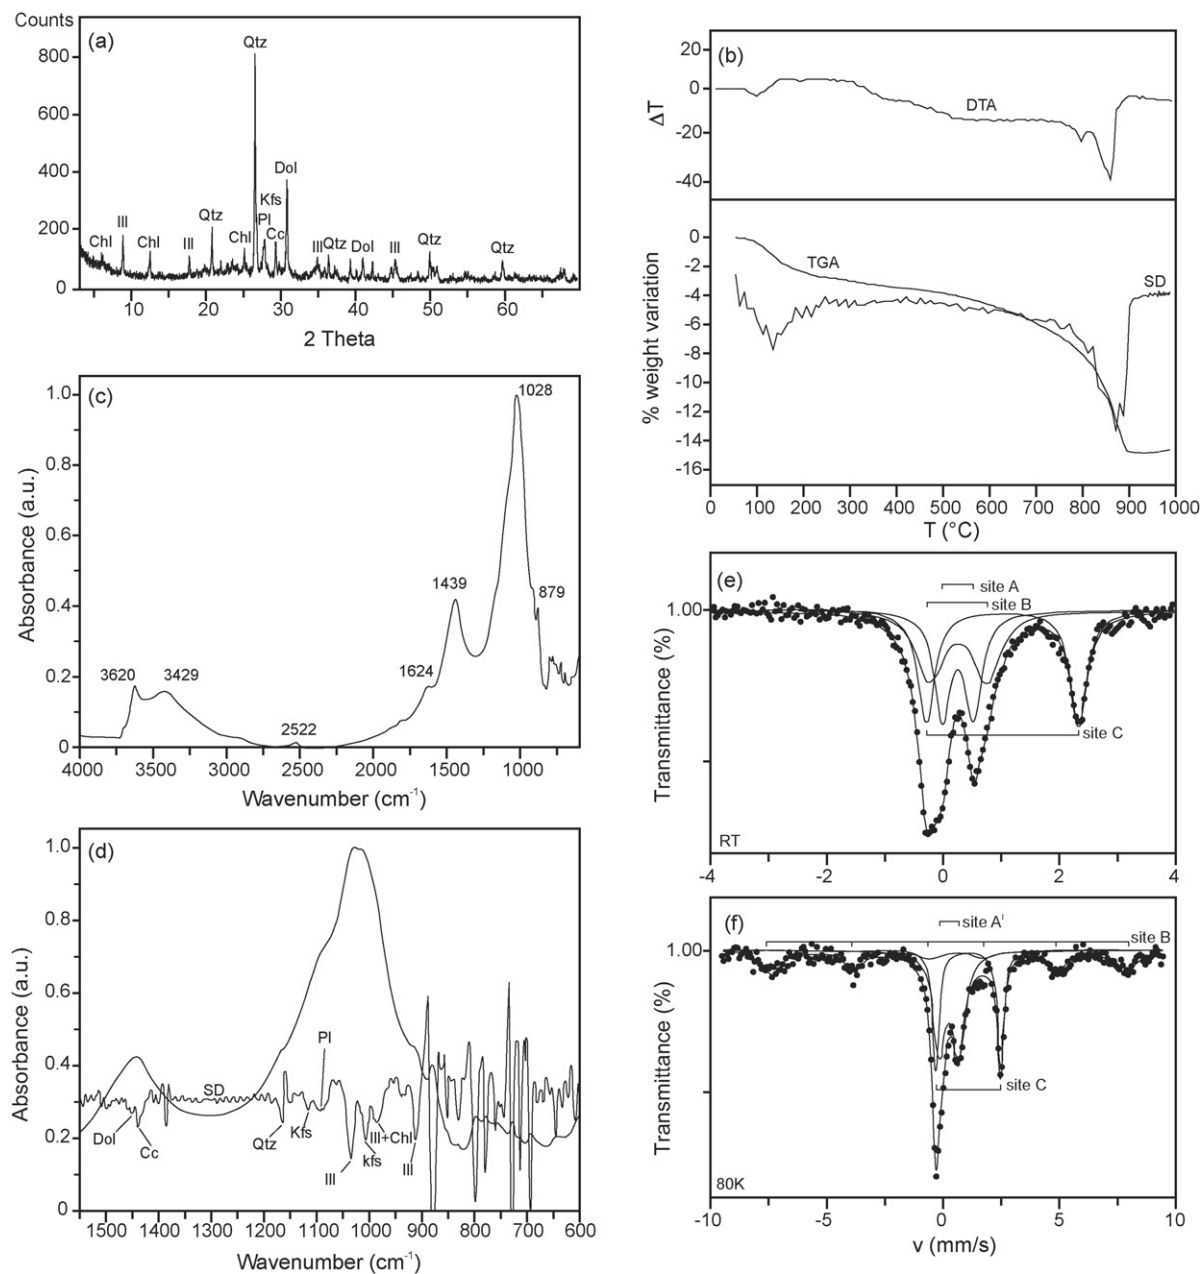 Counts
(a)
Qtz
800
600
400
200
0
Dol
Kfs
Pl
Cc
Chl
Ill
Chl
Ill
Qtz
Chl
Ill
Qtz
Dol
Ill
Qtz
Qtz
10
20
30
40
50
60
2 Theta
(b)
20
0
-20
-40
ΔT
DTA
0
-2
-4
-6
-8
-10
-12
-14
-16
% weight variation
TGA
SD
0
100
200
300
400
500
600
700
800
900
1000
T (°C)
(c)
1.0
0.8
0.6
0.4
0.2
0
Absorbance (a.u.)
1028
1439
879
1624
3620
3429
2522
4000
3500
3000
2500
2000
1500
1000
Wavenumber (cm-1)
(d)
1.0
0.8
0.6
0.4
0.2
0
Absorbance (a.u.)
Pl
SD
Dol
Cc
Qtz
Kfs
Ill
kfs
Ill+Chl
Ill
1500
1400
1300
1200
1100
1000
900
800
700
600
Wavenumber (cm-1)
(e)
site A
site B
1.00
Transmittance (%)
site C
RT
-4
-2
0
2
4
(f)
site A'
site B
1.00
Transmittance (%)
site C
80K
-10
-5
0
5
10
v (mm/s)